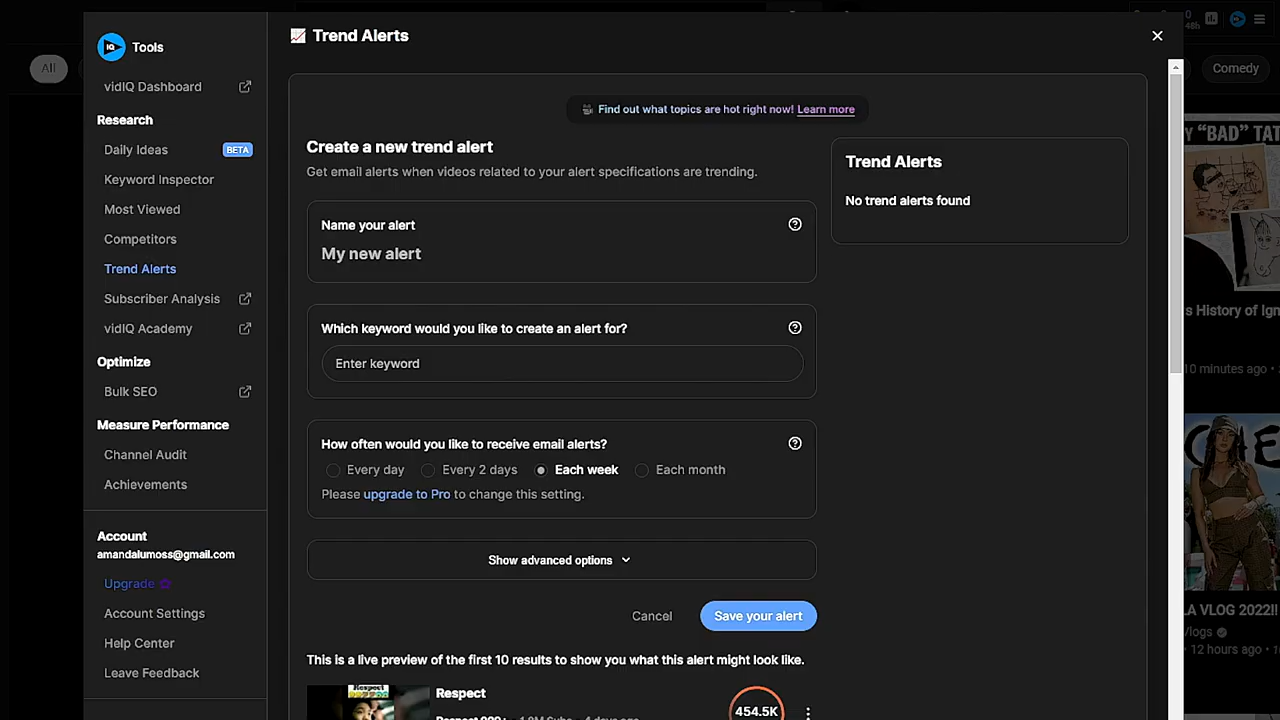 Tools
vidIQ Dashboard
Research
Daily Ideas BETA
Keyword Inspector
Most Viewed
Competitors
Trend Alerts
Subscriber Analysis
vidIQ Academy
Optimize
Bulk SEO
Measure Performance
Channel Audit
Achievements
Account
amandalumoss@gmail.com
Upgrade
Account Settings
Help Center
Leave Feedback
All
Trend Alerts
Find out what topics are hot right now! Learn more
Create a new trend alert
Get email alerts when videos related to your alert specifications are trending.
Name your alert
My new alert
Which keyword would you like to create an alert for?
Enter keyword
How often would you like to receive email alerts?
Every day Every 2 days Each week Each month
Please upgrade to Pro to change this setting.
Show advanced options
Cancel Save your alert
This is a live preview of the first 10 results to show you what this alert might look like.
Respect
Respect
454.5K
Trend Alerts
No trend alerts found
0
48h
Comedy
Y "BAD" TAT
s History of Ign
10 minutes ago •
CHE
LA VLOG 2022!!
Vlogs
• 12 hours ago •